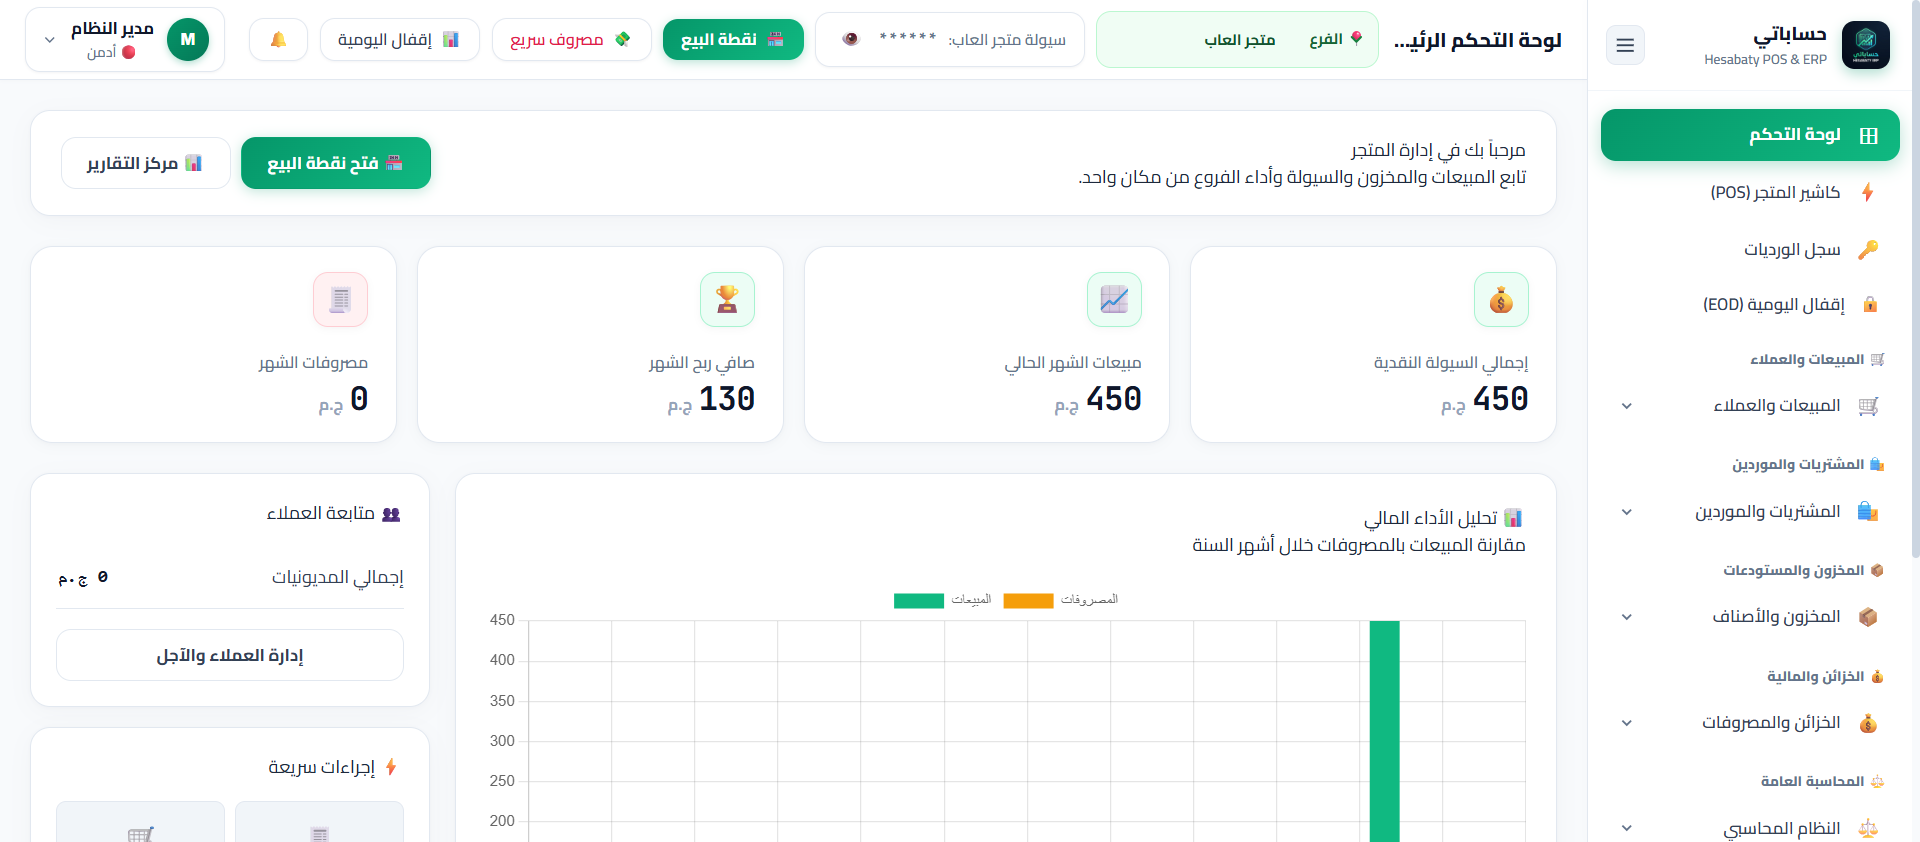 حساباتي
Hesabaty POS & ERP
لوحة التحكم
كاشير المتجر (POS)
سجل الورديات
إقفال اليومية (EOD)
المبيعات والعملاء
المبيعات والعملاء
المشتريات والموردين
المشتريات والموردين
المخزون والمستودعات
المخزون والأصناف
الخزائن والمالية
الخزائن والمصروفات
المحاسبة العامة
النظام المحاسبي
لوحة التحكم الرئي...
الفرع
متجر العاب
سيولة متجر العاب: ******
نقطة البيع
مصروف سريع
إقفال اليومية
M
مدير النظام
أدمن
مرحباً بك في إدارة المتجر
تابع المبيعات والمخزون والسيولة وأداء الفروع من مكان واحد.
فتح نقطة البيع
مركز التقارير
إجمالي السيولة النقدية
450 ج.م
مبيعات الشهر الحالي
450 ج.م
صافي ربح الشهر
130 ج.م
مصروفات الشهر
0 ج.م
تحليل الأداء المالي
مقارنة المبيعات بالمصروفات خلال أشهر السنة
المصروفات
المبيعات
450
400
350
300
250
200
متابعة العملاء
إجمالي المديونيات
0 ج.م
إدارة العملاء والآجل
إجراءات سريعة